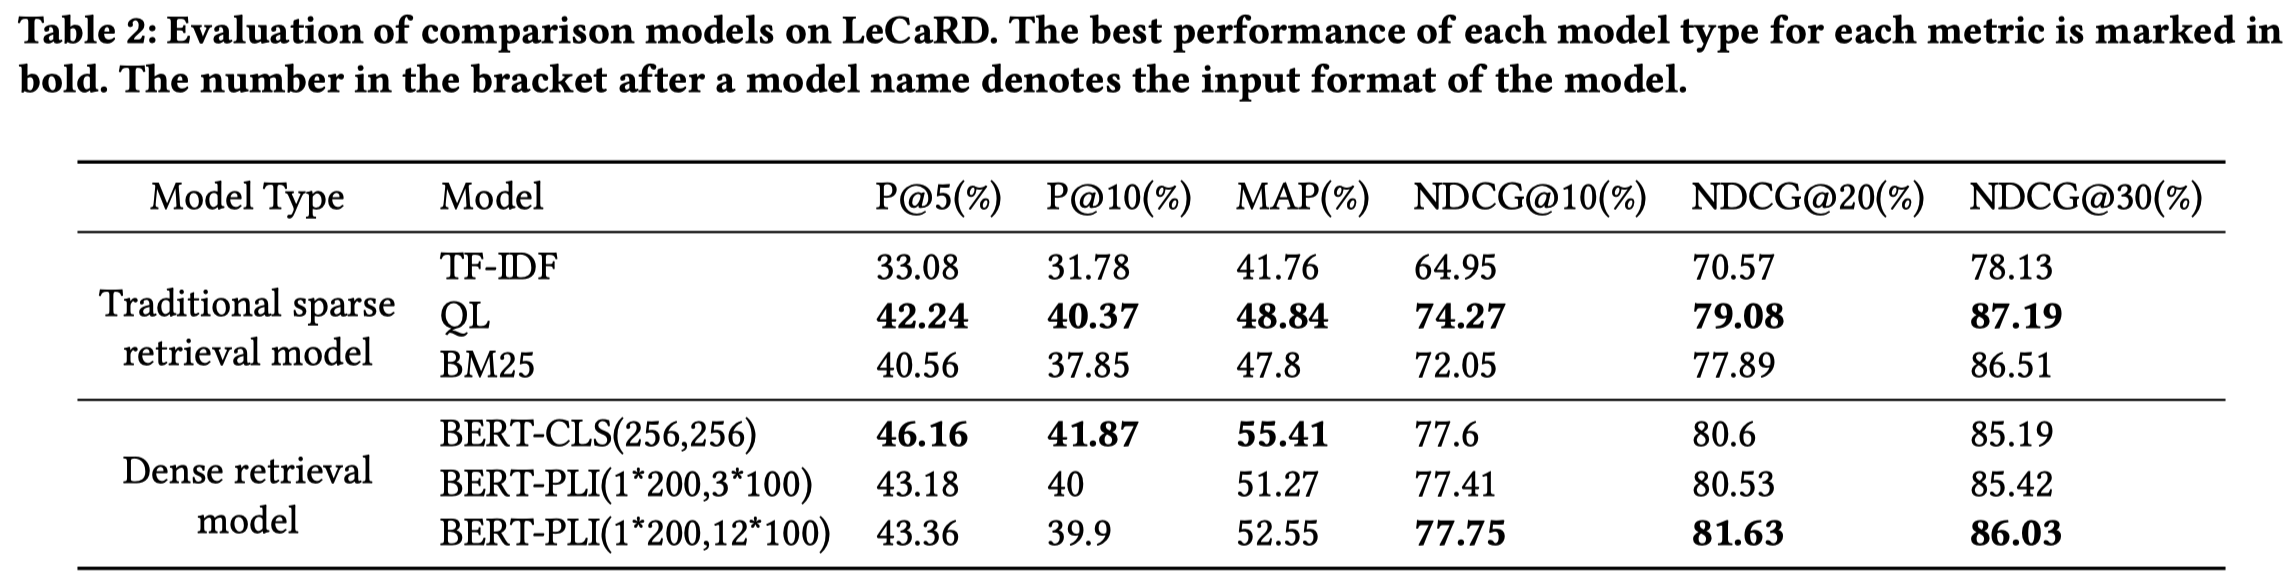 Table 2: Evaluation of comparison models on LeCaRD. The best performance of each model type for each metric is marked in
bold. The number in the bracket after a model name denotes the input format of the model.
Model Type Model P@5(%) P@10(%) MAP(%) NDCG@10(%) NDCG@20(%) NDCG@30(%)
Traditional sparse
retrieval model
TF-IDF 33.08 31.78 41.76 64.95 70.57 78.13
QL 42.24 40.37 48.84 74.27 79.08 87.19
BM25 40.56 37.85 47.8 72.05 77.89 86.51
Dense retrieval
model
BERT-CLS(256,256) 46.16 41.87 55.41 77.6 80.6 85.19
BERT-PLI(1*200,3*100) 43.18 40 51.27 77.41 80.53 85.42
BERT-PLI(1*200,12*100) 43.36 39.9 52.55 77.75 81.63 86.03